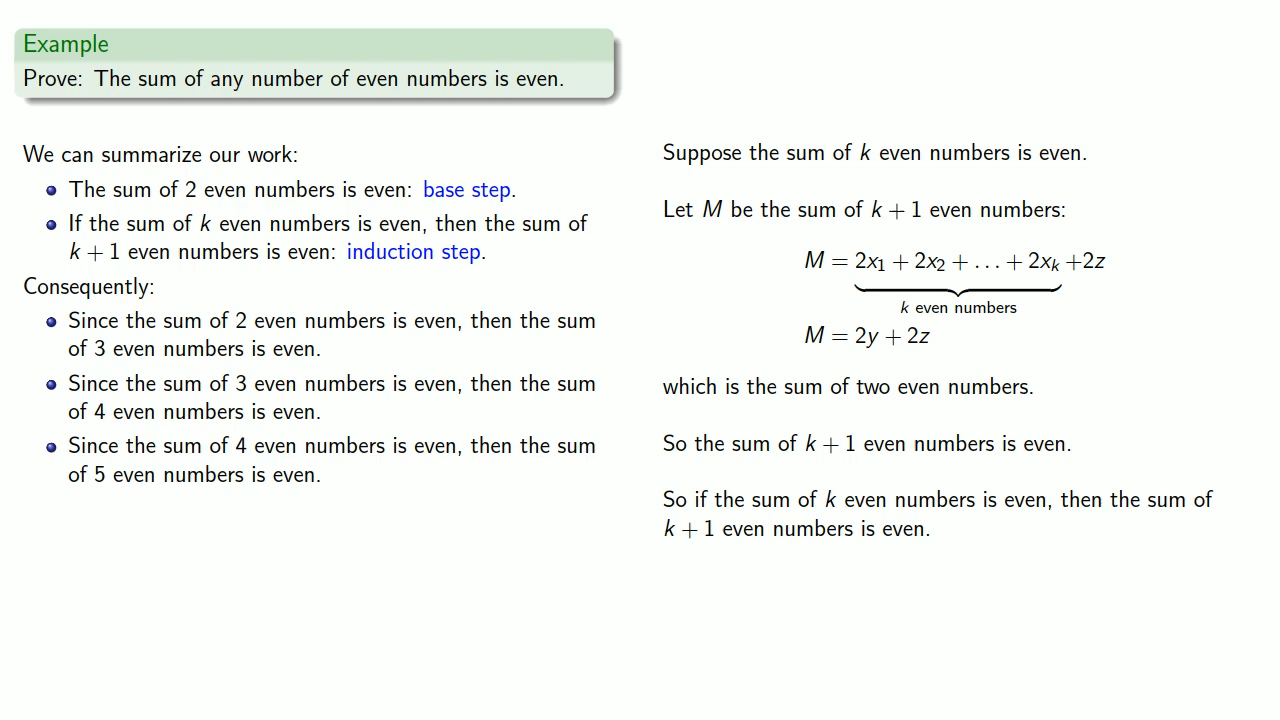 Example
Prove: The sum of any number of even numbers is even.
We can summarize our work:
The sum of 2 even numbers is even: base step.
If the sum of k even numbers is even, then the sum of
k + 1 even numbers is even: induction step.
Consequently:
Since the sum of 2 even numbers is even, then the sum
of 3 even numbers is even.
Since the sum of 3 even numbers is even, then the sum
of 4 even numbers is even.
Since the sum of 4 even numbers is even, then the sum
of 5 even numbers is even.
Suppose the sum of k even numbers is even.
Let M be the sum of k + 1 even numbers:
M = 2x₁ + 2x₂ + . . . + 2xₖ +2z
k even numbers
M = 2y + 2z
which is the sum of two even numbers.
So the sum of k + 1 even numbers is even.
So if the sum of k even numbers is even, then the sum of
k + 1 even numbers is even.